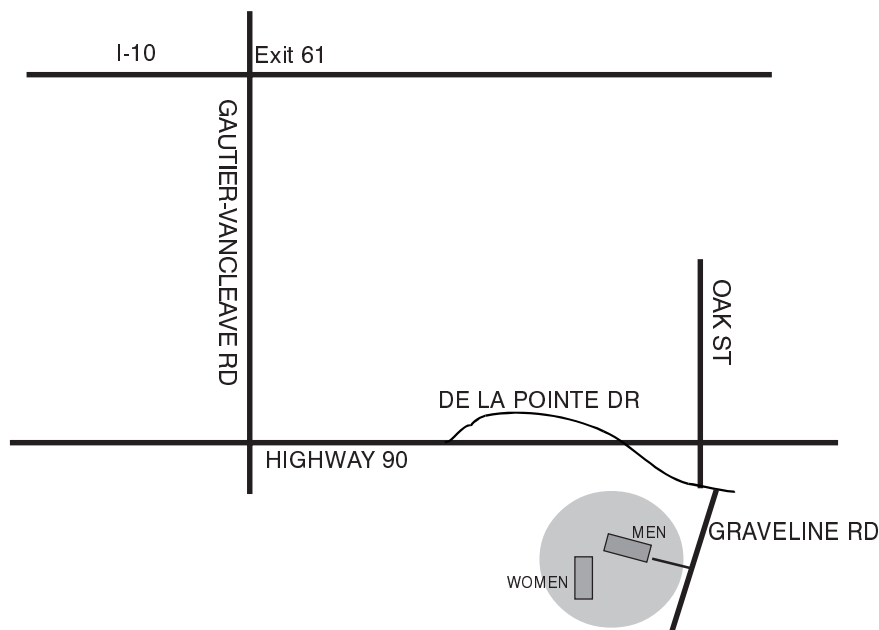 I-10
Exit 61
GAUTIER-VANCLEAVE RD
OAK ST
DE LA POINTE DR
HIGHWAY 90
MEN
GRAVELINE RD
WOMEN